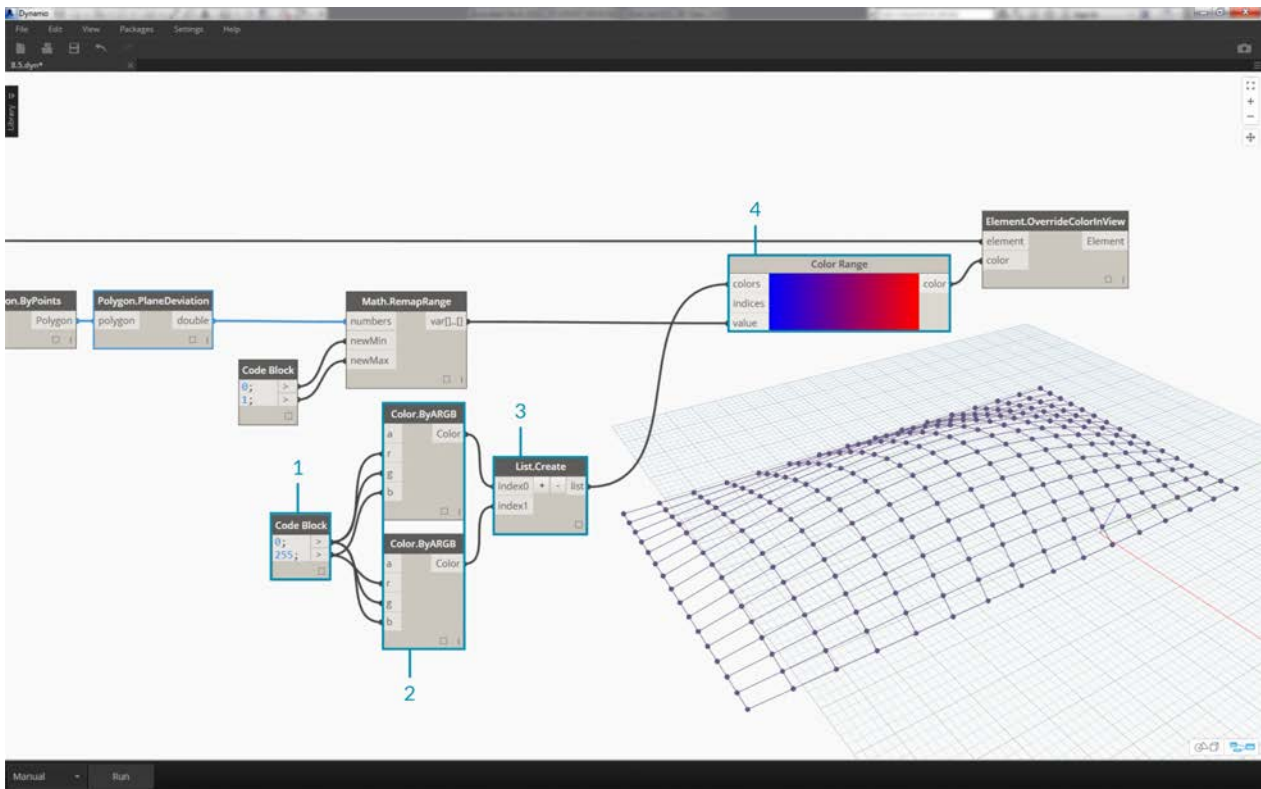 Dynamo
File Edit View Packages Settings Help
8.5.dyn*
Library
4
Element.OverrideColorInView
element Element
color
Color Range
colors color
indices
value
on.ByPoints
Polygon
Polygon.PlaneDeviation
polygon double
Math.RemapRange
numbers var[]..[]
newMin
newMax
Code Block
0; >
1; >
Color.ByARGB
a Color
r
g
b
3
List.Create
index0 + - list
index1
1
Code Block
0; >
255; >
Color.ByARGB
a Color
r
g
b
2
Manual Run